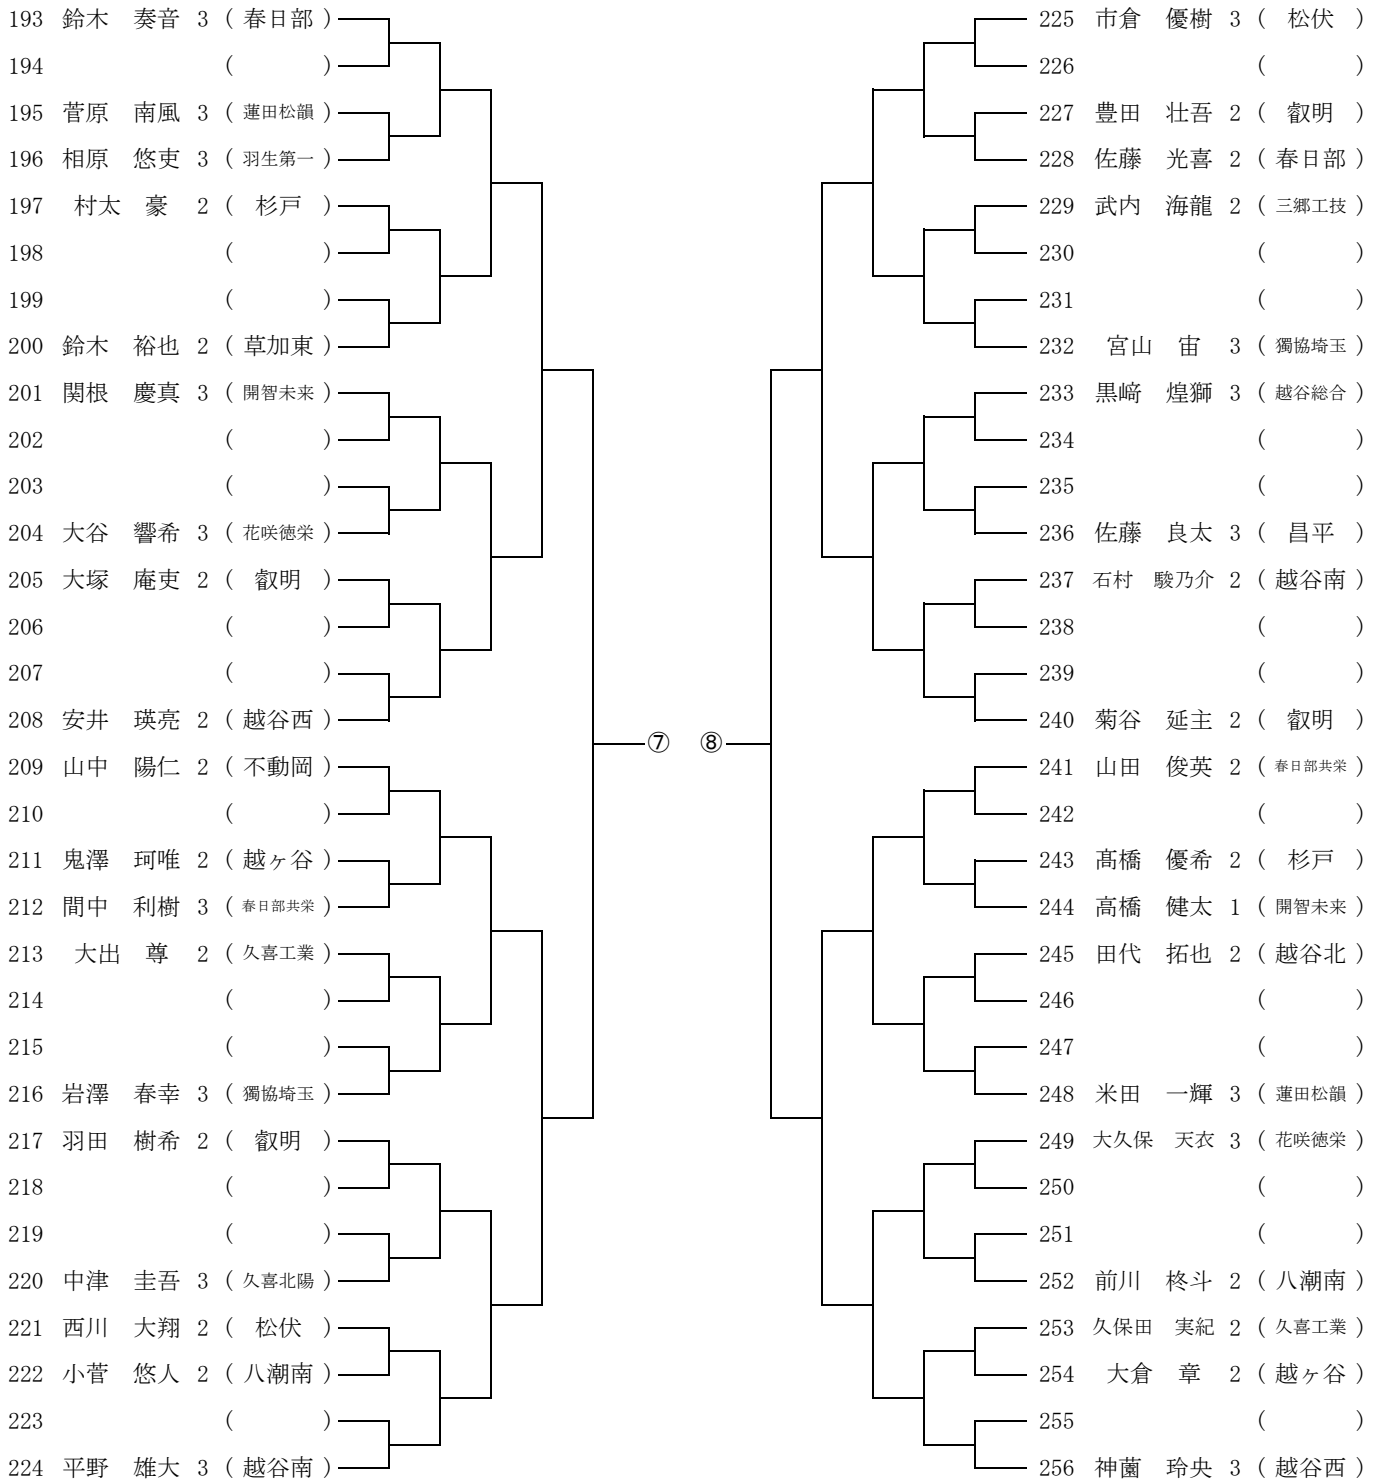 193 鈴木 奏音 3 ( 春日部 )
194 ( )
195 菅原 南風 3 ( 蓮田松韻 )
196 相原 悠吏 3 ( 羽生第一 )
197 村太 豪 2 ( 杉戸 )
198 ( )
199 ( )
200 鈴木 裕也 2 ( 草加東 )
201 関根 慶真 3 ( 開智未来 )
202 ( )
203 ( )
204 大谷 響希 3 ( 花咲徳栄 )
205 大塚 庵吏 2 ( 叡明 )
206 ( )
207 ( )
208 安井 瑛亮 2 ( 越谷西 )
209 山中 陽仁 2 ( 不動岡 )
210 ( )
211 鬼澤 珂唯 2 ( 越ヶ谷 )
212 間中 利樹 3 ( 春日部共栄 )
213 大出 尊 2 ( 久喜工業 )
214 ( )
215 ( )
216 岩澤 春幸 3 ( 獨協埼玉 )
217 羽田 樹希 2 ( 叡明 )
218 ( )
219 ( )
220 中津 圭吾 3 ( 久喜北陽 )
221 西川 大翔 2 ( 松伏 )
222 小菅 悠人 2 ( 八潮南 )
223 ( )
224 平野 雄大 3 ( 越谷南 )
⑦ ⑧
225 市倉 優樹 3 ( 松伏 )
226 ( )
227 豊田 壮吾 2 ( 叡明 )
228 佐藤 光喜 2 ( 春日部 )
229 武内 海龍 2 ( 三郷工技 )
230 ( )
231 ( )
232 宮山 宙 3 ( 獨協埼玉 )
233 黒﨑 煌獅 3 ( 越谷総合 )
234 ( )
235 ( )
236 佐藤 良太 3 ( 昌平 )
237 石村 駿乃介 2 ( 越谷南 )
238 ( )
239 ( )
240 菊谷 延主 2 ( 叡明 )
241 山田 俊英 2 ( 春日部共栄 )
242 ( )
243 髙橋 優希 2 ( 杉戸 )
244 高橋 健太 1 ( 開智未来 )
245 田代 拓也 2 ( 越谷北 )
246 ( )
247 ( )
248 米田 一輝 3 ( 蓮田松韻 )
249 大久保 天衣 3 ( 花咲徳栄 )
250 ( )
251 ( )
252 前川 柊斗 2 ( 八潮南 )
253 久保田 実紀 2 ( 久喜工業 )
254 大倉 章 2 ( 越ヶ谷 )
255 ( )
256 神薗 玲央 3 ( 越谷西 )